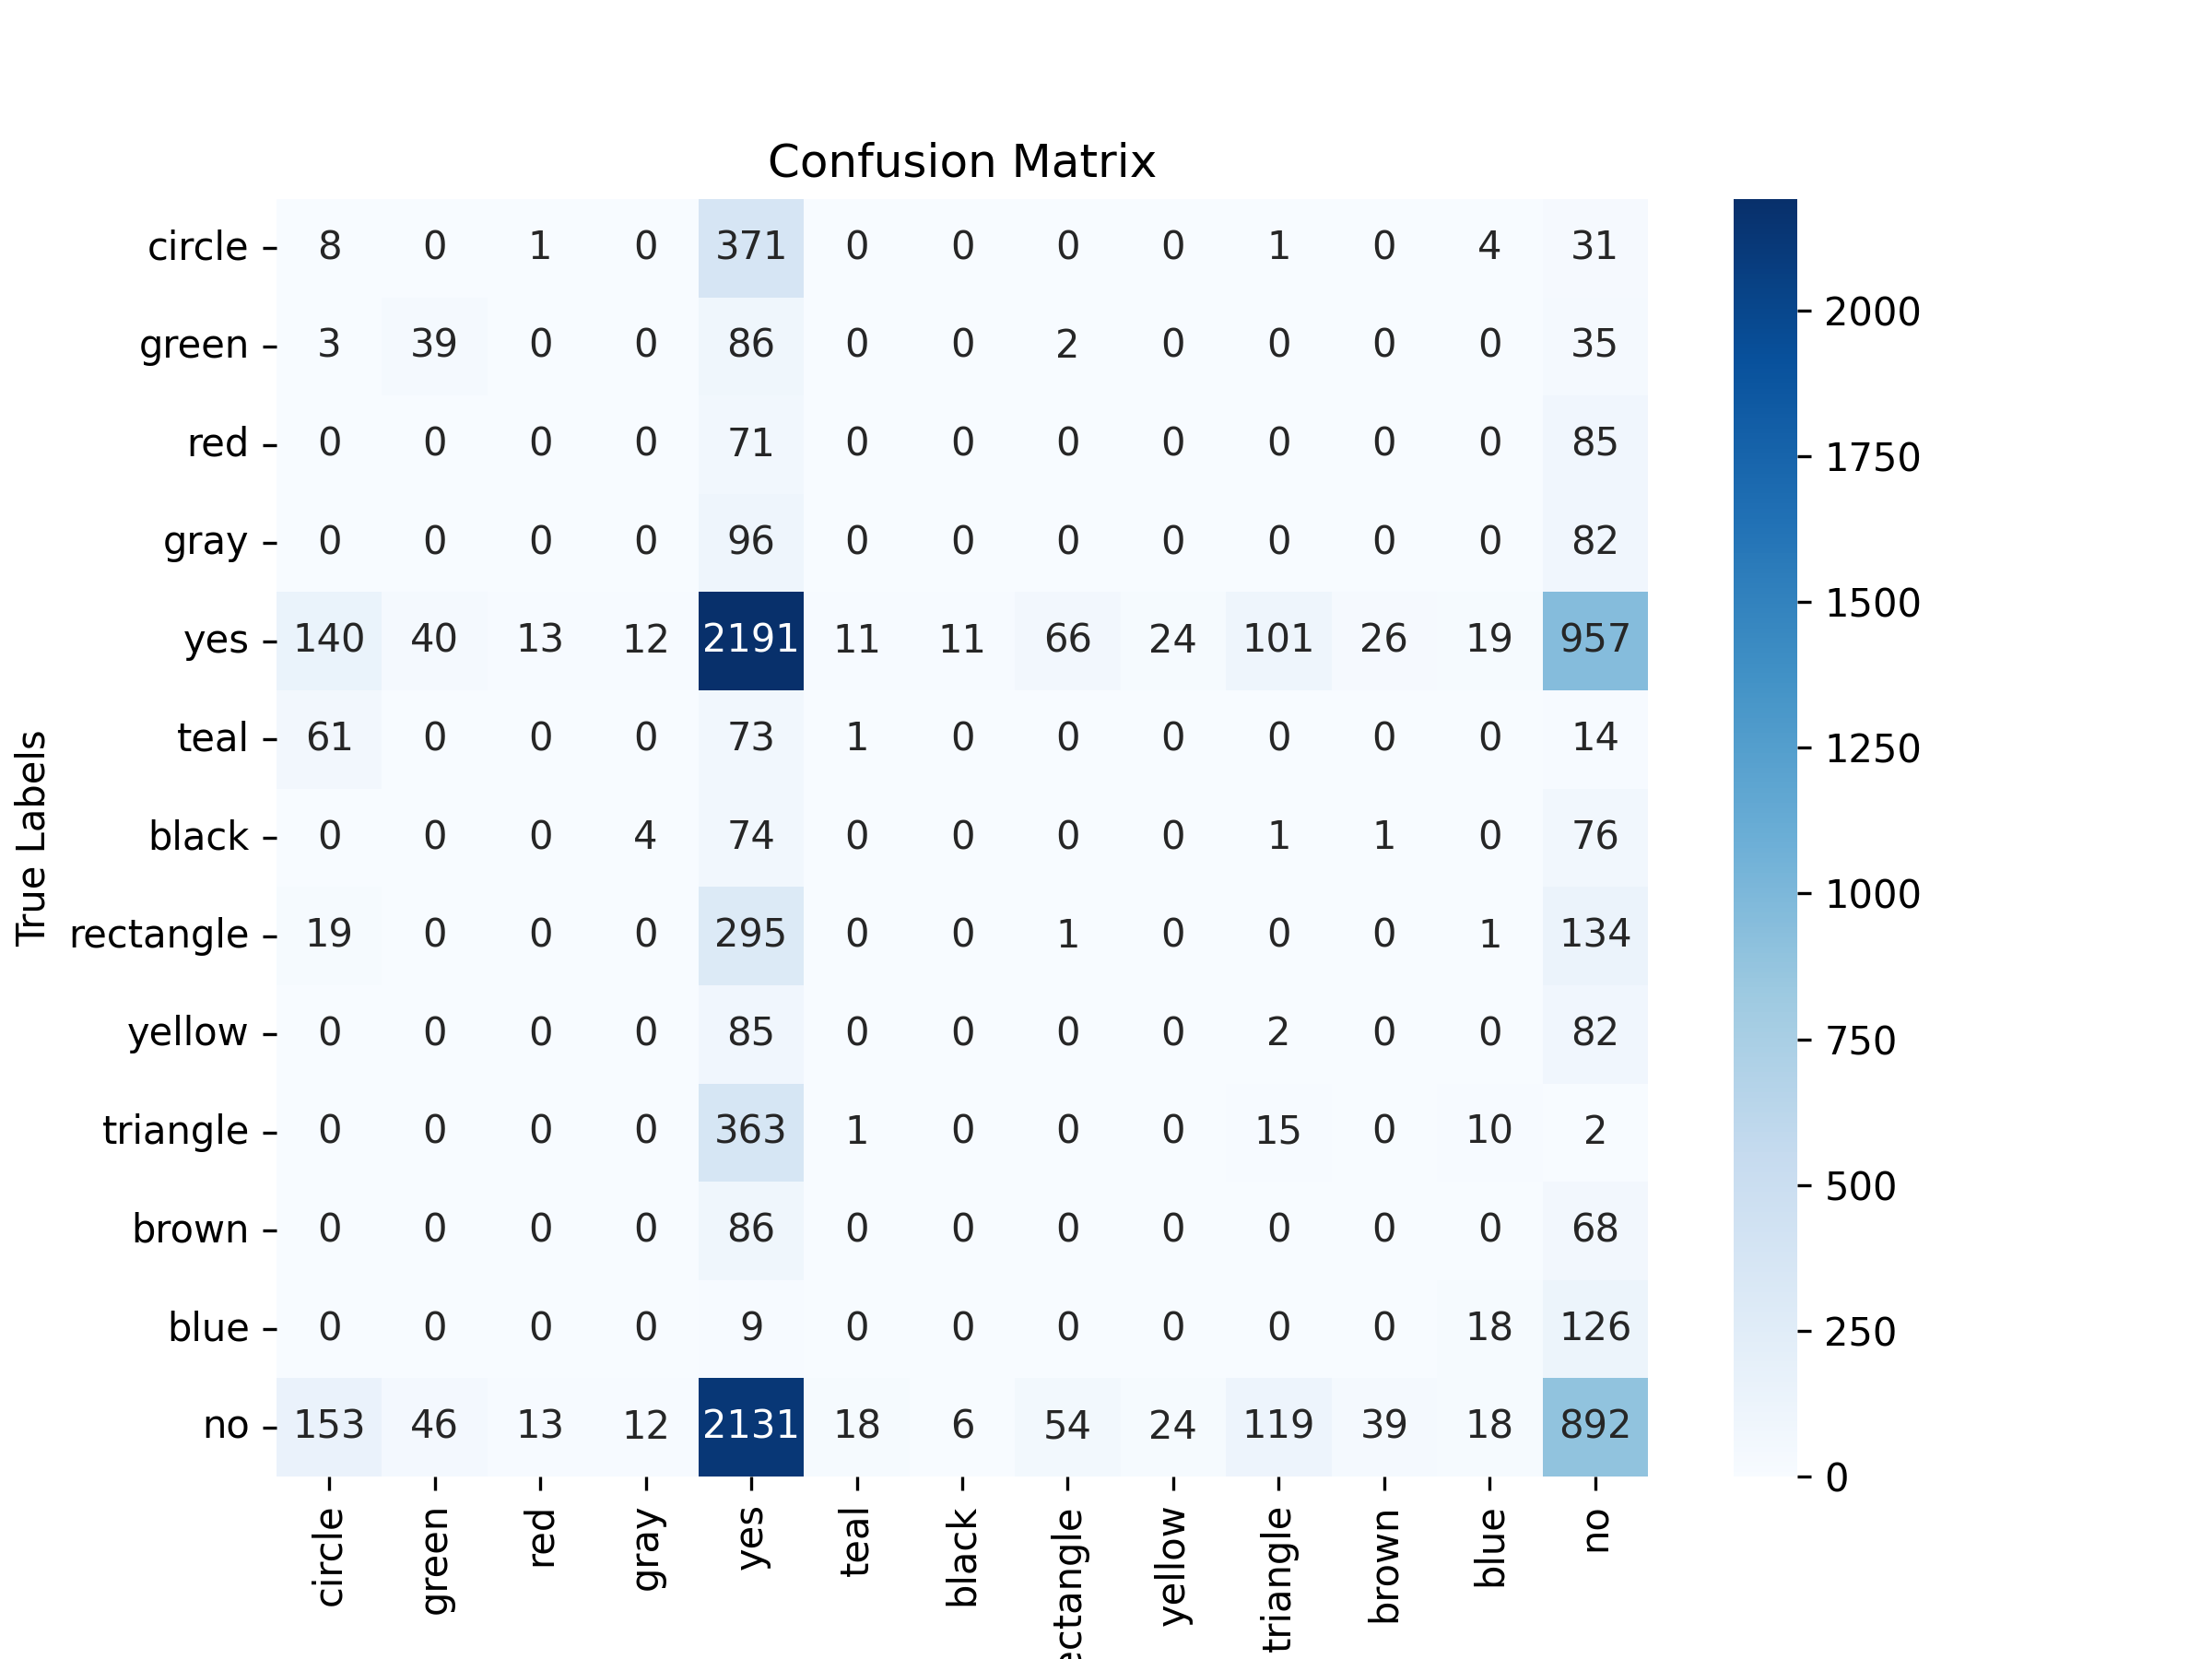 Confusion Matrix
True Labels
circle 8 0 1 0 371 0 0 0 0 1 0 4 31
green 3 39 0 0 86 0 0 2 0 0 0 0 35
red 0 0 0 0 71 0 0 0 0 0 0 0 85
gray 0 0 0 0 96 0 0 0 0 0 0 0 82
yes 140 40 13 12 2191 11 11 66 24 101 26 19 957
teal 61 0 0 0 73 1 0 0 0 0 0 0 14
black 0 0 0 4 74 0 0 0 0 1 1 0 76
rectangle 19 0 0 0 295 0 0 1 0 0 0 1 134
yellow 0 0 0 0 85 0 0 0 0 2 0 0 82
triangle 0 0 0 0 363 1 0 0 0 15 0 10 2
brown 0 0 0 0 86 0 0 0 0 0 0 0 68
blue 0 0 0 0 9 0 0 0 0 0 0 18 126
no 153 46 13 12 2131 18 6 54 24 119 39 18 892
circle green red gray yes teal black ectangle yellow triangle brown blue no
2000
1750
1500
1250
1000
750
500
250
0